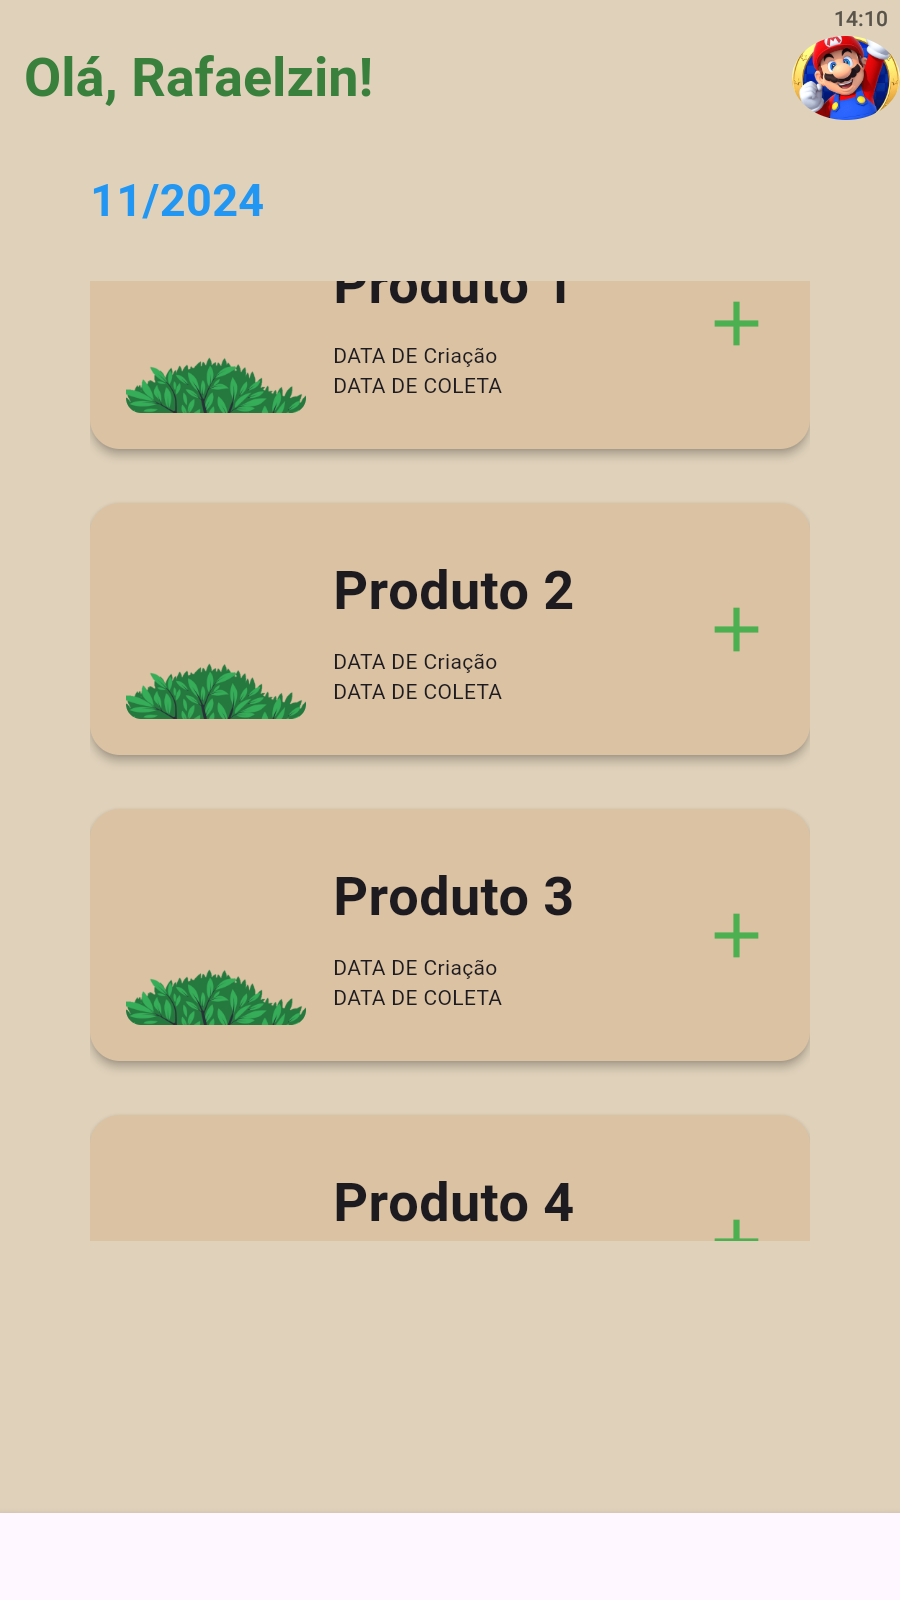 14:10
Olá, Rafaelzin!
11/2024
Produto 1
DATA DE Criação
DATA DE COLETA
Produto 2
DATA DE Criação
DATA DE COLETA
Produto 3
DATA DE Criação
DATA DE COLETA
Produto 4